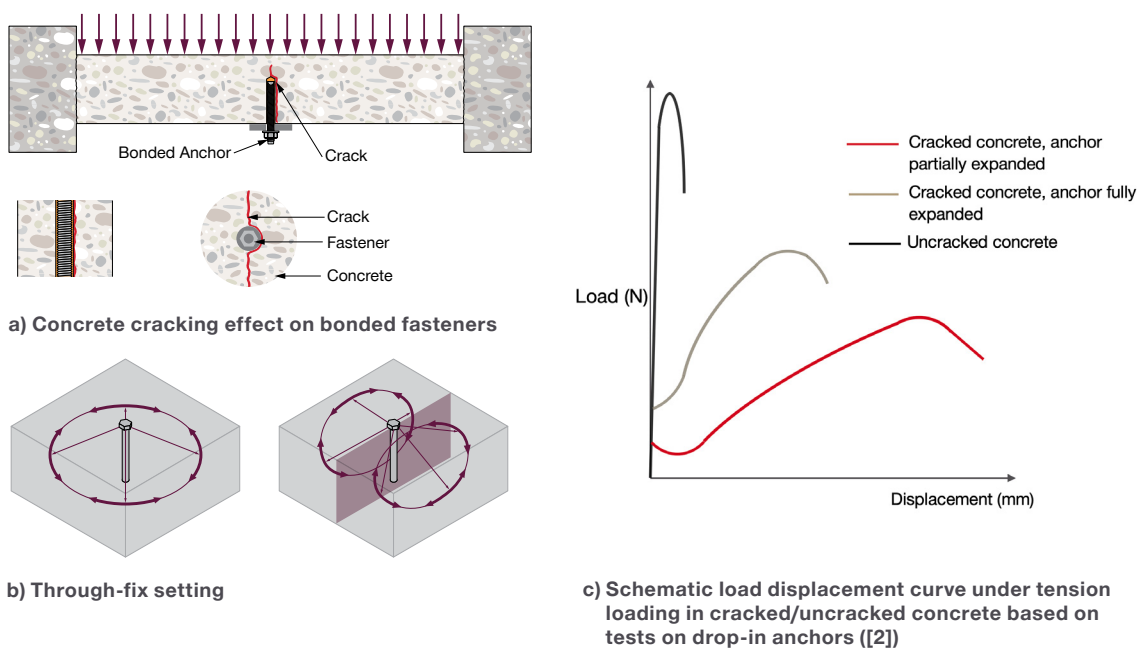 Bonded Anchor
Crack
Crack
Fastener
Concrete
a) Concrete cracking effect on bonded fasteners
b) Through-fix setting
Cracked concrete, anchor
partially expanded
Cracked concrete, anchor fully
expanded
Uncracked concrete
Load (N)
Displacement (mm)
c) Schematic load displacement curve under tension
loading in cracked/uncracked concrete based on
tests on drop-in anchors ([2])